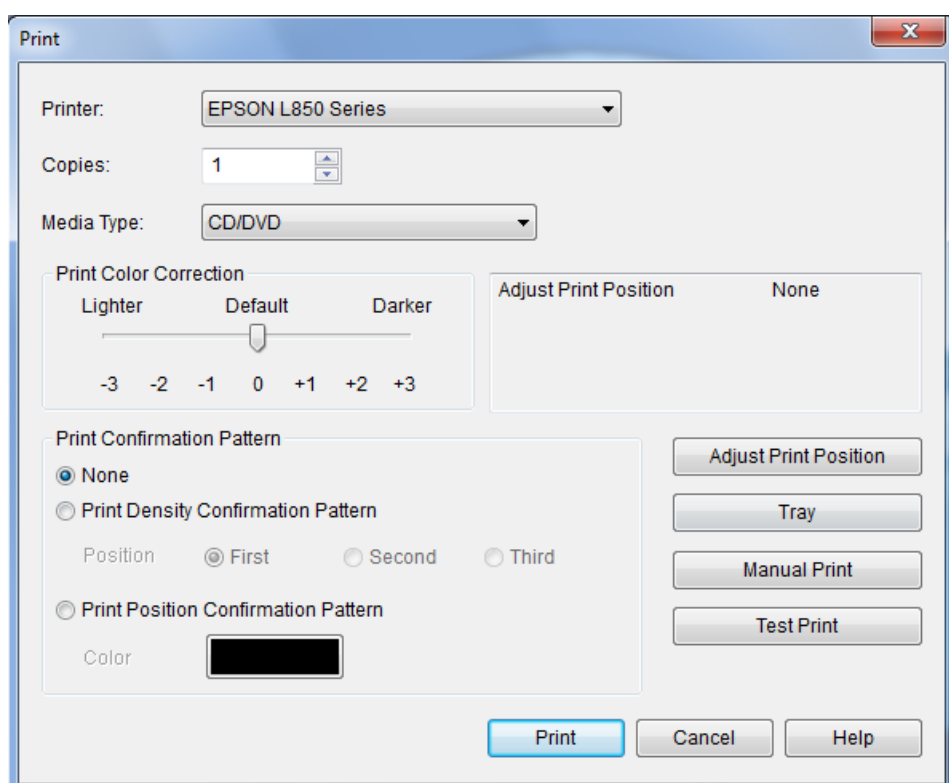 Print
Printer: EPSON L850 Series
Copies: 1
Media Type: CD/DVD
Print Color Correction
Lighter Default Darker
-3 -2 -1 0 +1 +2 +3
Adjust Print Position None
Print Confirmation Pattern
None
Print Density Confirmation Pattern
Position First Second Third
Print Position Confirmation Pattern
Color
Adjust Print Position
Tray
Manual Print
Test Print
Print Cancel Help